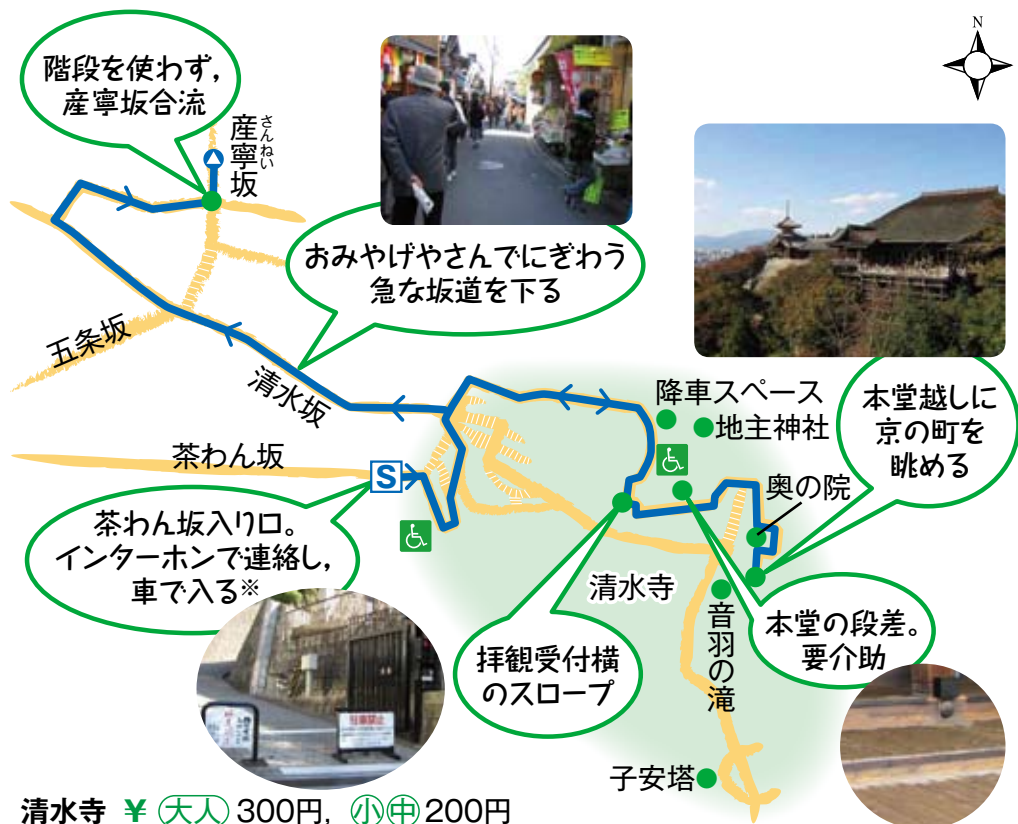 N
階段を使わず,
産寧坂合流
産寧坂
さんねい
おみやげやさんでにぎわう
急な坂道を下る
五条坂
清水坂
降車スペース
地主神社
本堂越しに
京の町を
眺める
茶わん坂
S
奥の院
茶わん坂入り口。
インターホンで連絡し,
車で入る※
清水寺
音羽の滝
本堂の段差。
要介助
拝観受付横
のスロープ
駐車禁止
子安塔
清水寺 ¥ 大人 300円, 小中 200円